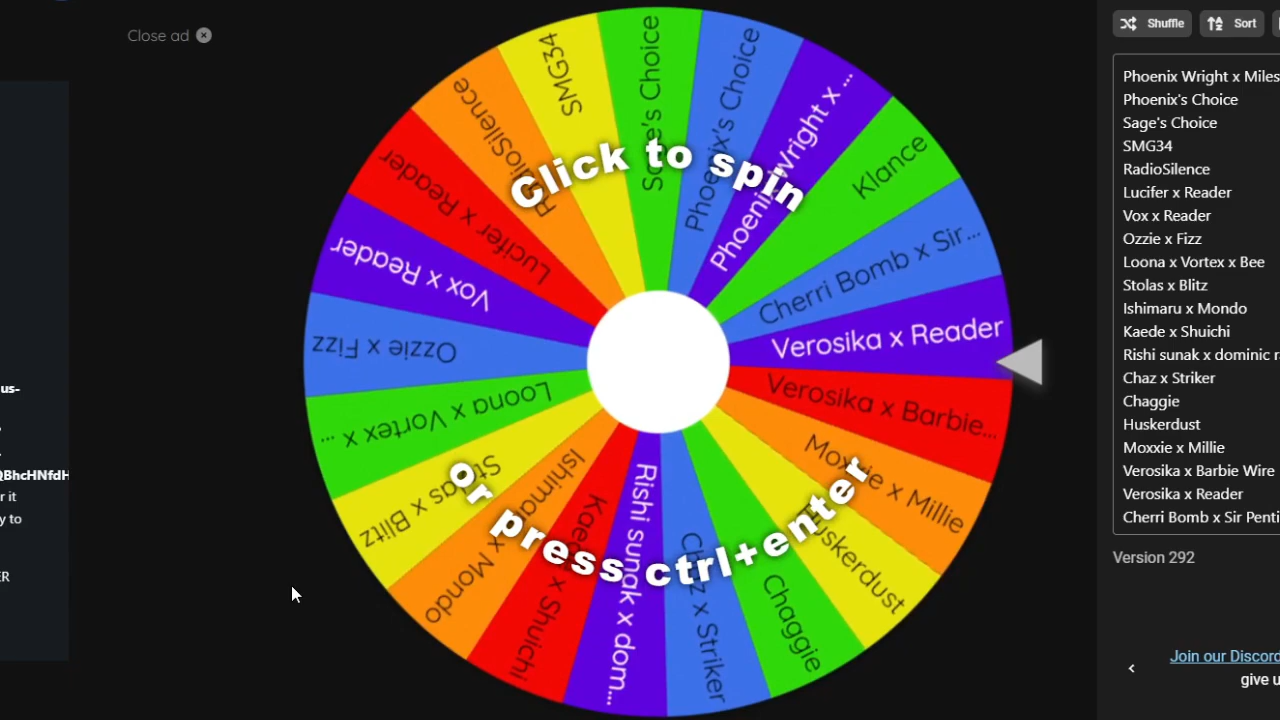 Close ad
us-
QBhcHNfdH
r it
y to
ER
SMG34
Sage's Choice
Phoenix's Choice
Phoenix Wright x ...
Klance
Cherri Bomb x Sir...
Verosika x Reader
Verosika x Barbie...
Moxxie x Millie
Huskerdust
Chaggie
Chaz x Striker
Rishi sunak x dom...
Kaede x Shuichi
Ishimaru x Mondo
Stolas x Blitz
Loona x Vortex x ...
Ozzie x Fizz
Vox x Reader
Lucifer x Reader
RadioSilence
Click to spin
or press ctrl+enter
Shuffle
Sort
Phoenix Wright x Miles
Phoenix's Choice
Sage's Choice
SMG34
RadioSilence
Lucifer x Reader
Vox x Reader
Ozzie x Fizz
Loona x Vortex x Bee
Stolas x Blitz
Ishimaru x Mondo
Kaede x Shuichi
Rishi sunak x dominic r
Chaz x Striker
Chaggie
Huskerdust
Moxxie x Millie
Verosika x Barbie Wire
Verosika x Reader
Cherri Bomb x Sir Penti
Version 292
Join our Discord
give u